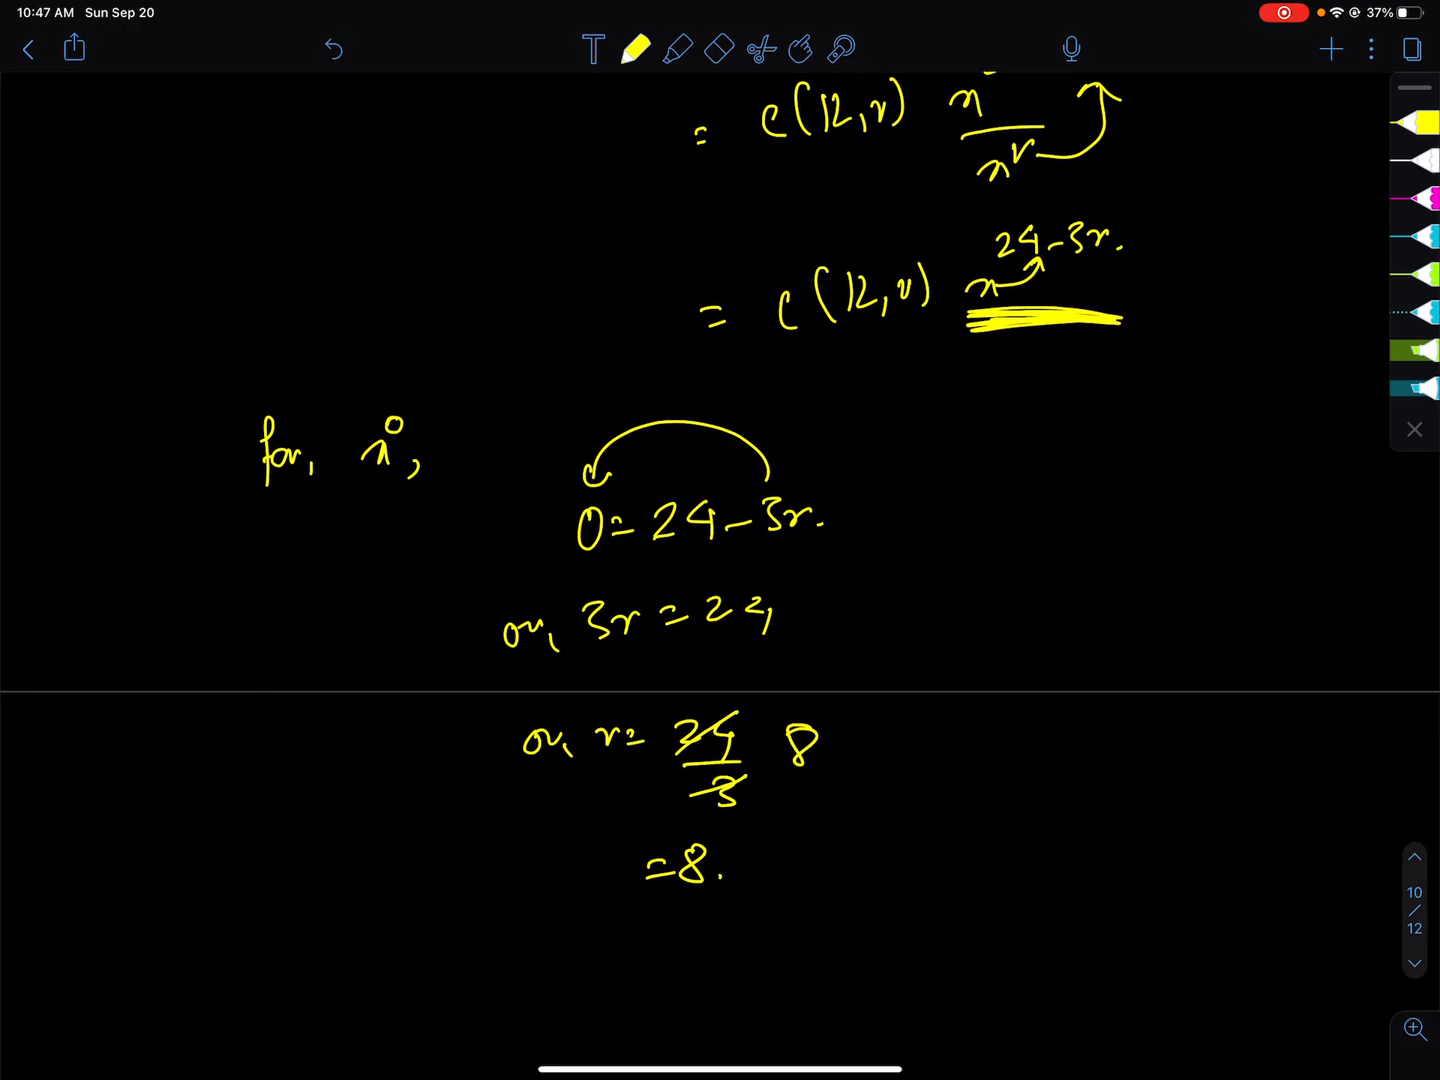 10:47 AM Sun Sep 20
37%
= C(12,r) x / x^r
= C(12,r) x^24-3r.
for, x^0,
0 = 24-3r.
or, 3r = 24,
or, r = 24/3 8
= 8.
10
/
12